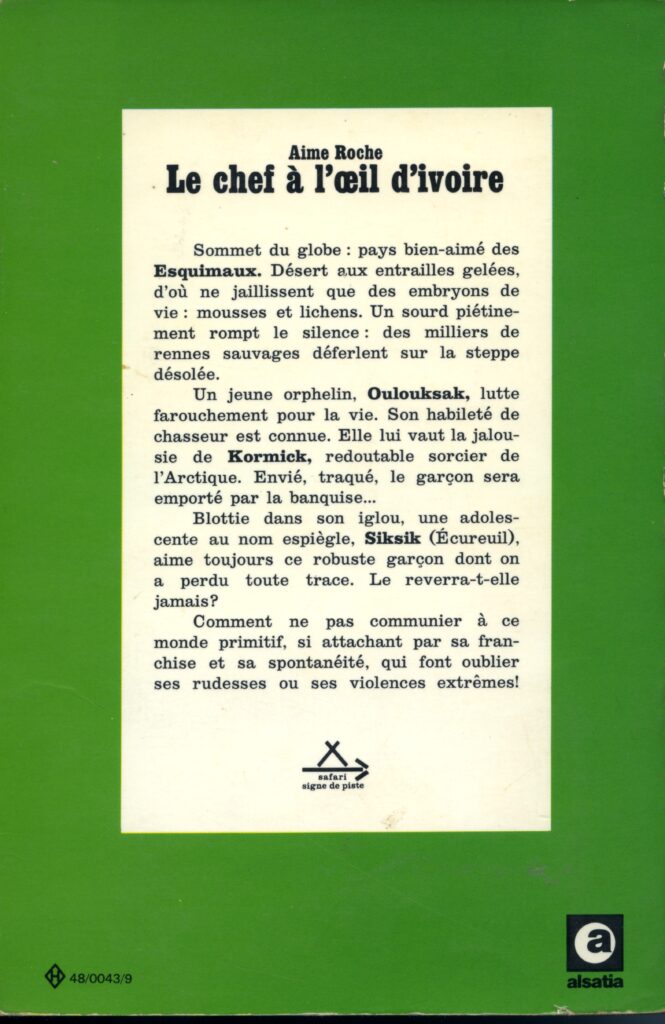 Aime Roche
Le chef à l'œil d'ivoire
Sommet du globe : pays bien-aimé des
Esquimaux. Désert aux entrailles gelées,
d'où ne jaillissent que des embryons de
vie : mousses et lichens. Un sourd piétine-
ment rompt le silence : des milliers de
rennes sauvages déferlent sur la steppe
désolée.
Un jeune orphelin, Oulouksak, lutte
farouchement pour la vie. Son habileté de
chasseur est connue. Elle lui vaut la jalou-
sie de Kormick, redoutable sorcier de
l'Arctique. Envié, traqué, le garçon sera
emporté par la banquise...
Blottie dans son iglou, une adoles-
cente au nom espiègle, Siksik (Écureuil),
aime toujours ce robuste garçon dont on
a perdu toute trace. Le reverra-t-elle
jamais?
Comment ne pas communier à ce
monde primitif, si attachant par sa fran-
chise et sa spontanéité, qui font oublier
ses rudesses ou ses violences extrêmes!
safari
signe de piste
H 48/0043/9
a
alsatia